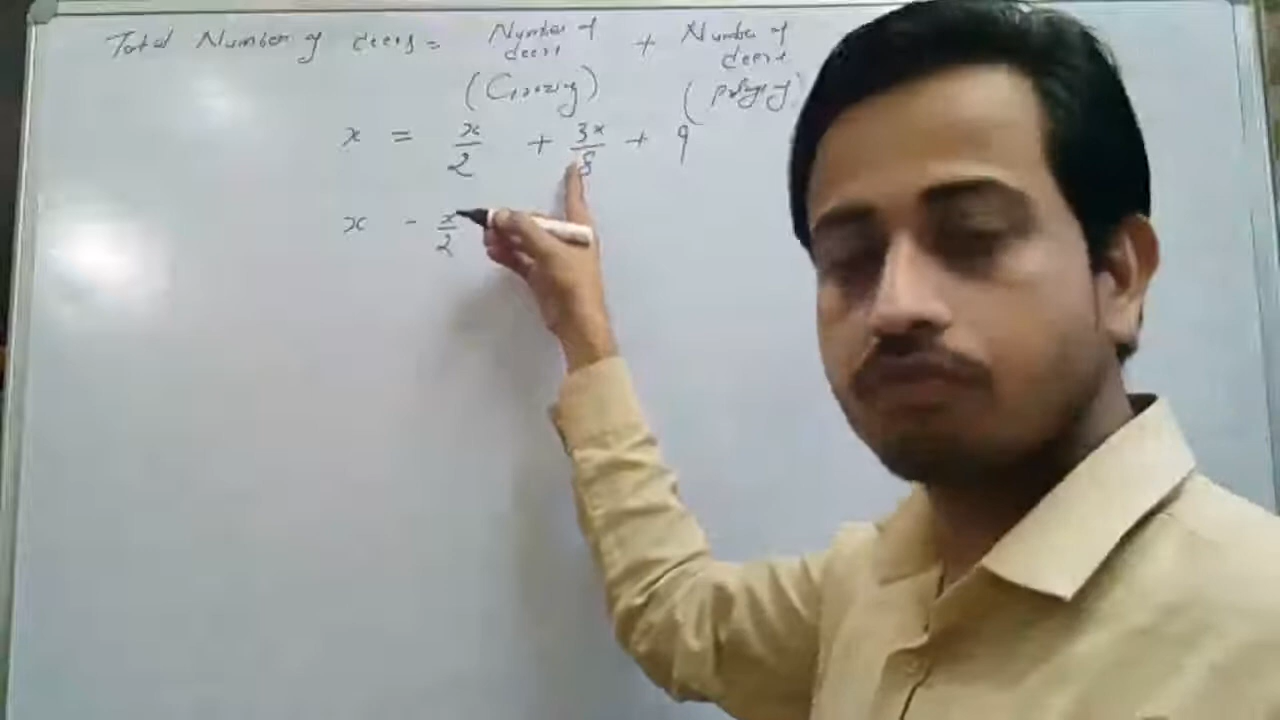 Total Number of deers = Number of deers + Number of deers
(Grazing) (Playing)
x = x/2 + 3x/8 + 9
x - x/2